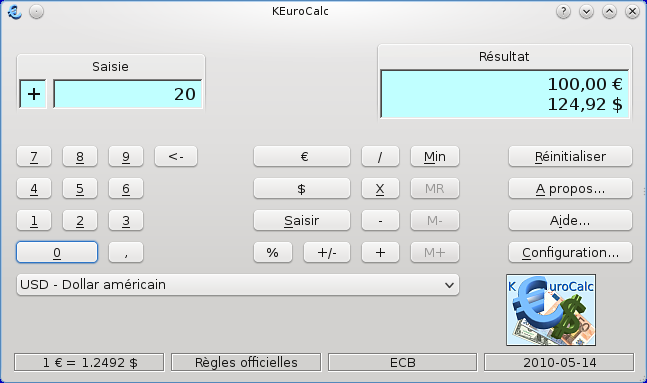 KEuroCalc
Saisie
Résultat
+ 20
100,00 €
124,92 $
7 8 9 <- € / Min
Réinitialiser
4 5 6 $ X MR
A propos...
1 2 3 Saisir - M-
Aide...
0 , % +/- + M+
Configuration...
USD - Dollar américain
K uroCalc
1 € = 1.2492 $
Règles officielles
ECB
2010-05-14